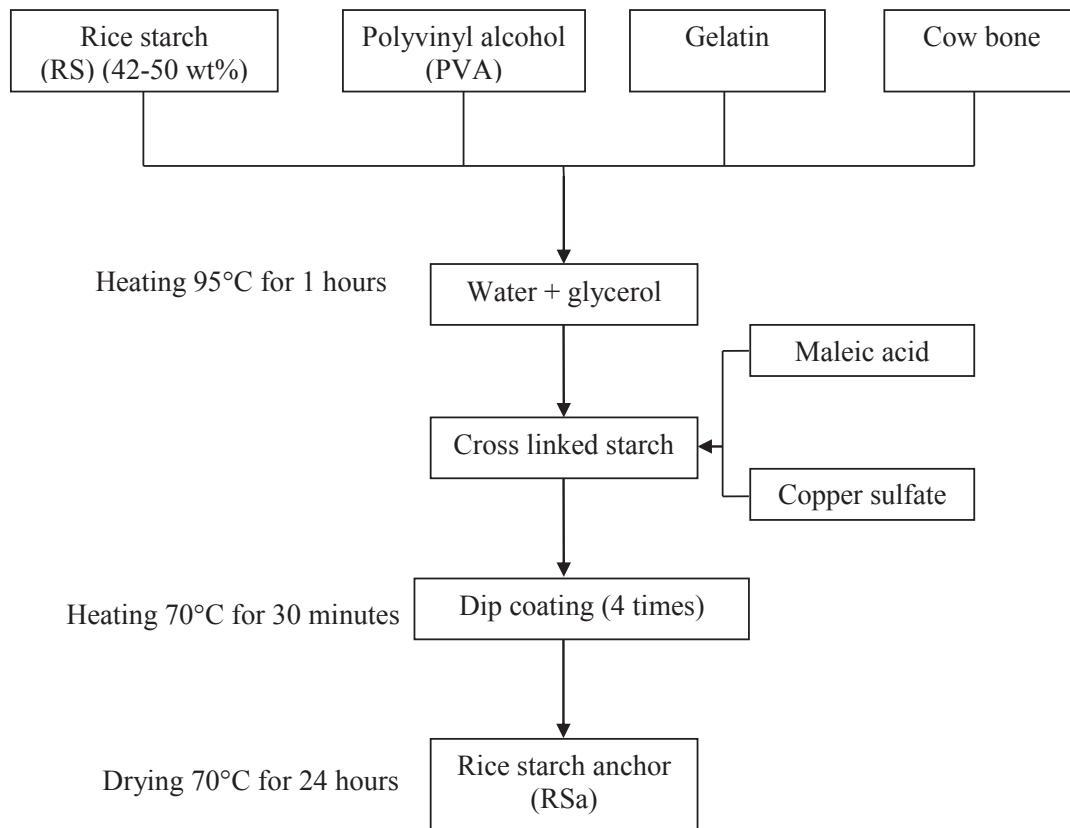 Rice starch
(RS) (42-50 wt%)
Polyvinyl alcohol
(PVA)
Gelatin
Cow bone
Heating 95°C for 1 hours
Water + glycerol
Maleic acid
Cross linked starch
Copper sulfate
Heating 70°C for 30 minutes
Dip coating (4 times)
Drying 70°C for 24 hours
Rice starch anchor
(RSa)